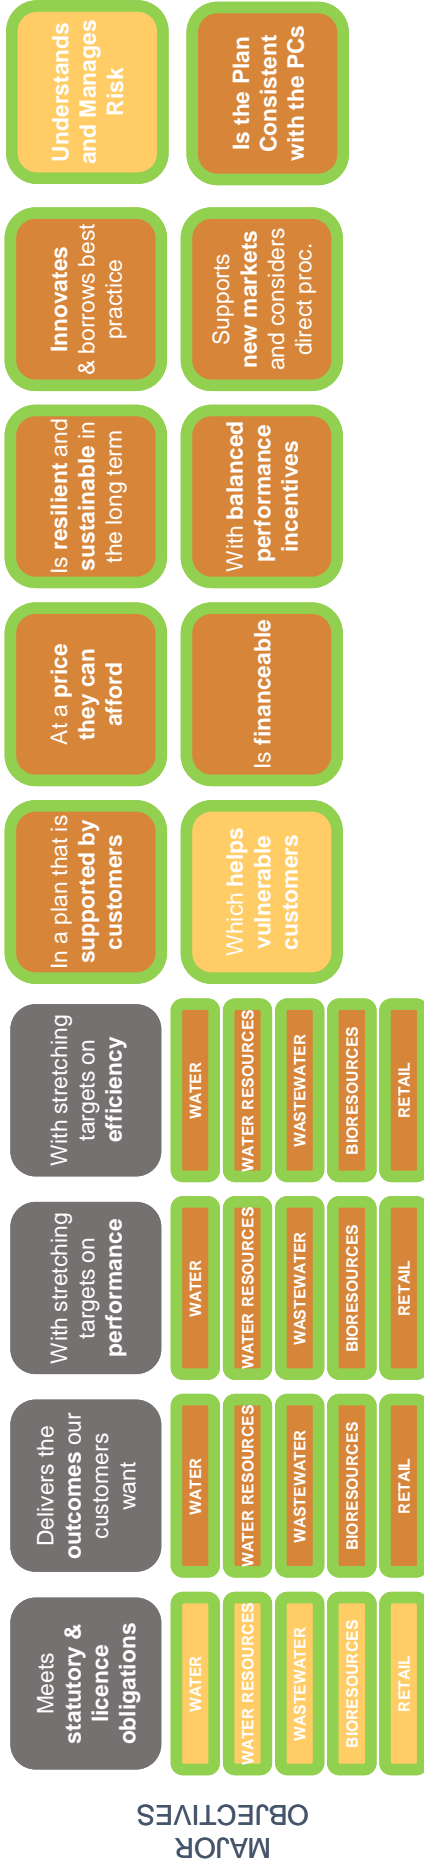 MAJOR
OBJECTIVES
Meets
statutory &
licence
obligations
WATER
WATER RESOURCES
WASTEWATER
BIORESOURCES
RETAIL
Delivers the
outcomes our
customers
want
WATER
WATER RESOURCES
WASTEWATER
BIORESOURCES
RETAIL
With stretching
targets on
performance
WATER
WATER RESOURCES
WASTEWATER
BIORESOURCES
RETAIL
With stretching
targets on
efficiency
WATER
WATER RESOURCES
WASTEWATER
BIORESOURCES
RETAIL
In a plan that is
supported by
customers
Which helps
vulnerable
customers
At a price
they can
afford
Is financeable
Is resilient and
sustainable in
the long term
With balanced
performance
incentives
Innovates
& borrows best
practice
Supports
new markets
and considers
direct proc.
Understands
and Manages
Risk
Is the Plan
Consistent
with the PCs